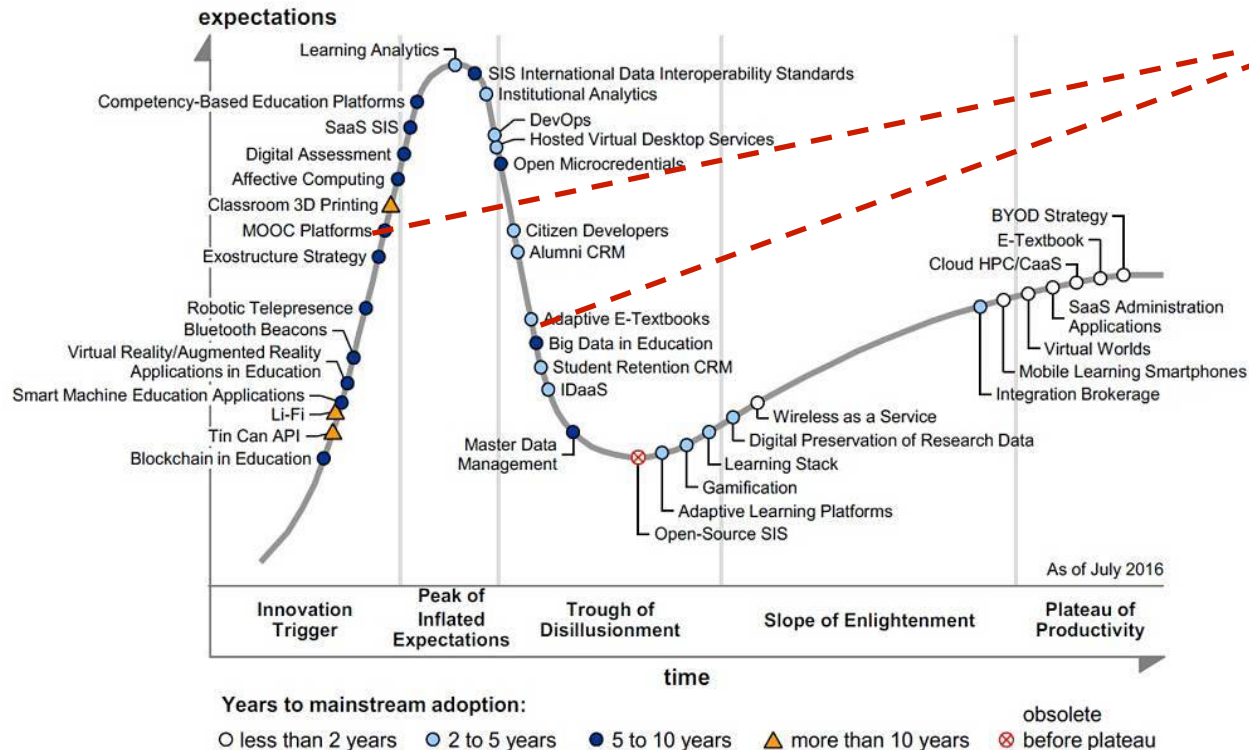 expectations
Learning Analytics
SIS International Data Interoperability Standards
Institutional Analytics
Competency-Based Education Platforms
SaaS SIS
DevOps
Hosted Virtual Desktop Services
Digital Assessment
Open Microcredentials
Affective Computing
Classroom 3D Printing
MOOC Platforms
Citizen Developers
Alumni CRM
Exostructure Strategy
Robotic Telepresence
Adaptive E-Textbooks
Bluetooth Beacons
Big Data in Education
Virtual Reality/Augmented Reality
Applications in Education
Student Retention CRM
Smart Machine Education Applications
IDaaS
Li-Fi
Tin Can API
Blockchain in Education
Master Data
Management
BYOD Strategy
E-Textbook
Cloud HPC/CaaS
SaaS Administration
Applications
Virtual Worlds
Mobile Learning Smartphones
Integration Brokerage
Wireless as a Service
Digital Preservation of Research Data
Learning Stack
Gamification
Adaptive Learning Platforms
Open-Source SIS
As of July 2016
Innovation
Trigger
Peak of
Inflated
Expectations
Trough of
Disillusionment
Slope of Enlightenment
Plateau of
Productivity
time
Years to mainstream adoption:
less than 2 years
2 to 5 years
5 to 10 years
more than 10 years
obsolete
before plateau